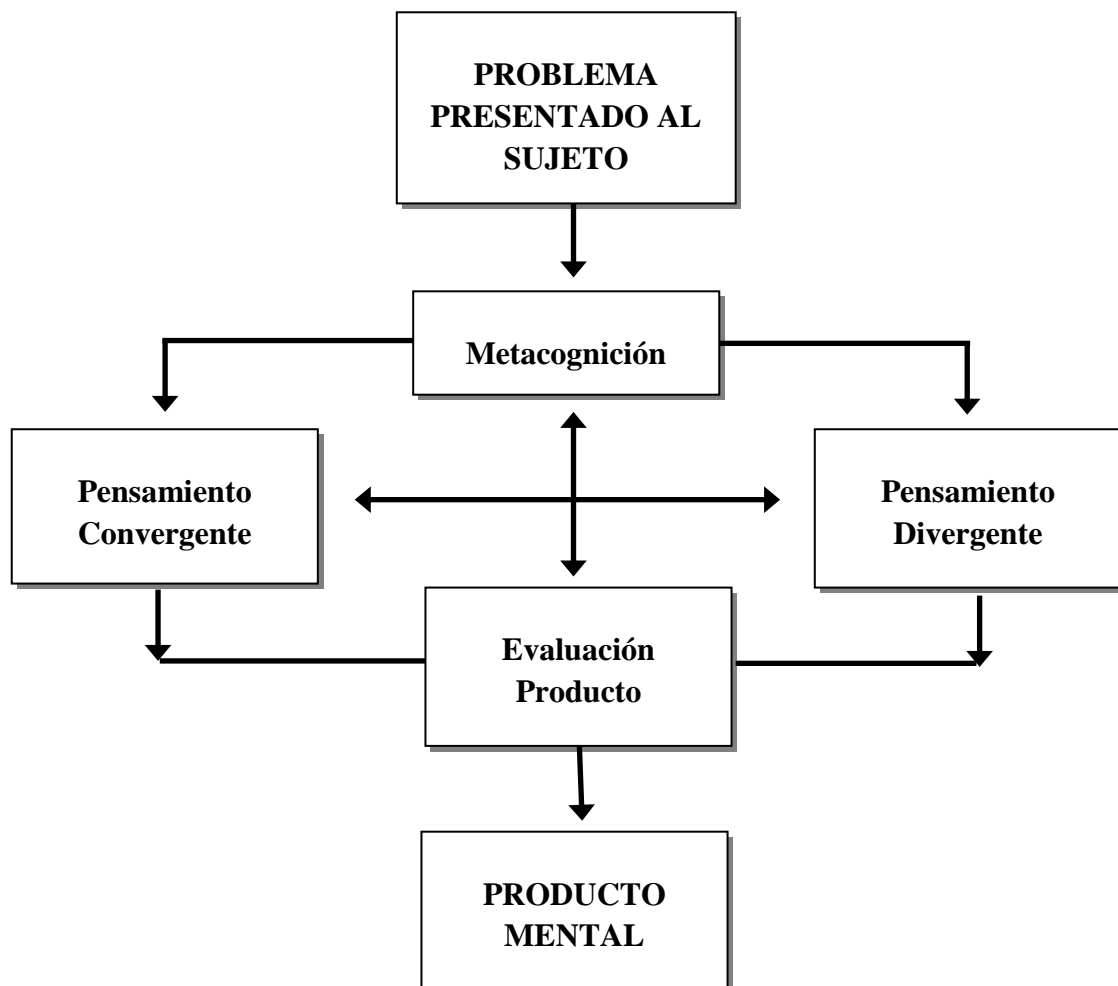 PROBLEMA
PRESENTADO AL
SUJETO
Metacognición
Pensamiento
Convergente
Pensamiento
Divergente
Evaluación
Producto
PRODUCTO
MENTAL